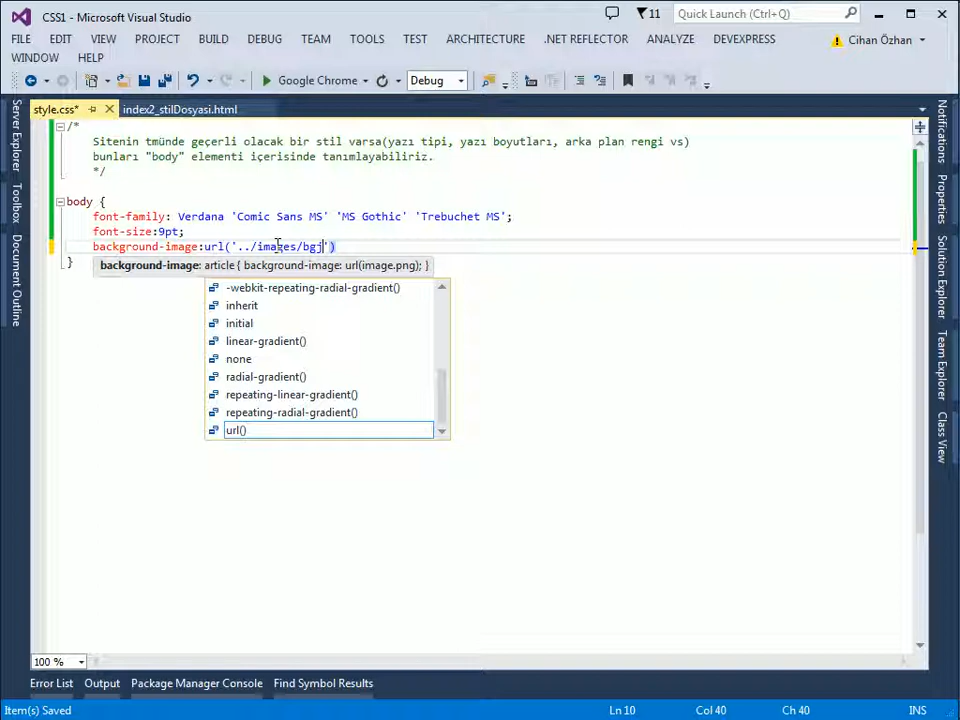 CSS1 - Microsoft Visual Studio
11
Quick Launch (Ctrl+Q)
FILE EDIT VIEW PROJECT BUILD DEBUG TEAM TOOLS TEST ARCHITECTURE .NET REFLECTOR ANALYZE DEVEXPRESS
Cihan Özhan
WINDOW HELP
Google Chrome Debug
style.css* index2_stilDosyasi.html
Server Explorer
Toolbox
Document Outline
/*
Sitenin tmünde geçerli olacak bir stil varsa(yazı tipi, yazı boyutları, arka plan rengi vs)
bunları "body" elementi içerisinde tanımlayabiliriz.
*/
body {
font-family: Verdana 'Comic Sans MS' 'MS Gothic' 'Trebuchet MS';
font-size:9pt;
background-image:url('../images/bgj')
}
background-image: article { background-image: url(image.png); }
-webkit-repeating-radial-gradient()
inherit
initial
linear-gradient()
none
radial-gradient()
repeating-linear-gradient()
repeating-radial-gradient()
url()
Notifications
Properties
Solution Explorer
Team Explorer
Class View
100 %
Error List Output Package Manager Console Find Symbol Results
Item(s) Saved Ln 10 Col 40 Ch 40 INS